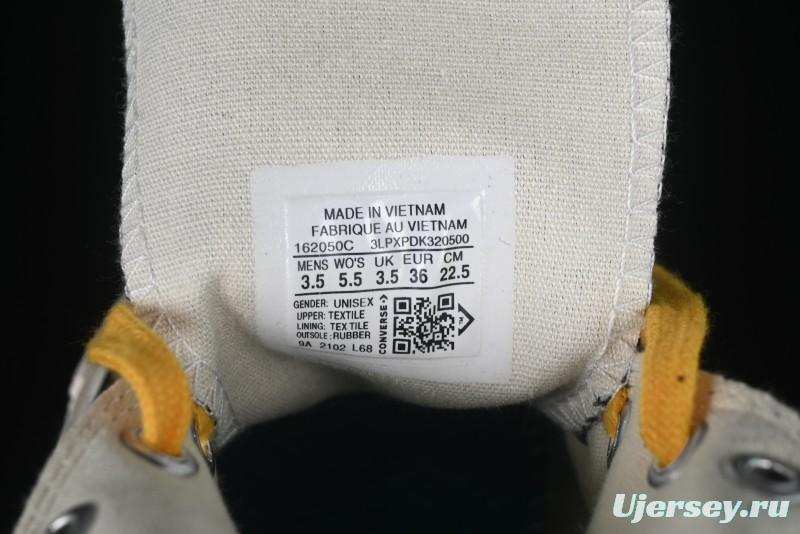 MADE IN VIETNAM
FABRIQUE AU VIETNAM
162050C 3LPXPDK320500
MENS WO'S UK EUR CM
3.5 5.5 3.5 36 22.5
GENDER: UNISEX
UPPER: TEXTILE
LINING: TEXTILE
OUTSOLE: RUBBER
9A 2102 L68
CONVERSE
Ujersey.ru